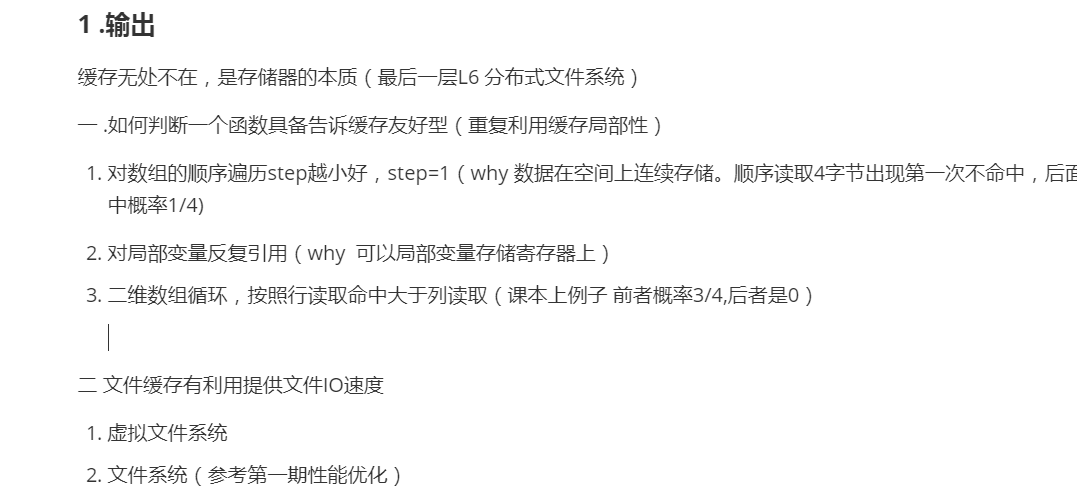 1 .输出
缓存无处不在，是存储器的本质（最后一层L6 分布式文件系统）
一 .如何判断一个函数具备告诉缓存友好型（重复利用缓存局部性）
1. 对数组的顺序遍历step越小好，step=1（why 数据在空间上连续存储。顺序读取4字节出现第一次不命中，后面
中概率1/4)
2. 对局部变量反复引用（why 可以局部变量存储寄存器上）
3. 二维数组循环，按照行读取命中大于列读取（课本上例子 前者概率3/4,后者是0）
二 文件缓存有利用提供文件IO速度
1. 虚拟文件系统
2. 文件系统（参考第一期性能优化）